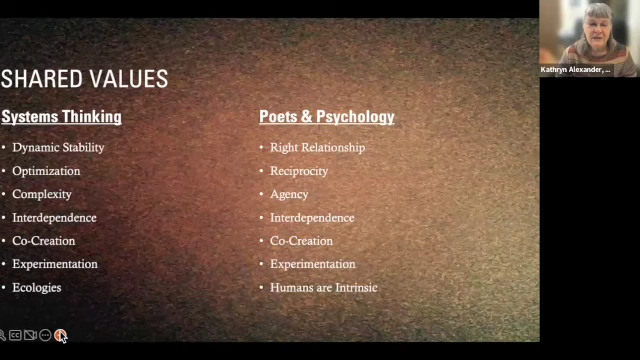 SHARED VALUES
Systems Thinking
• Dynamic Stability
• Optimization
• Complexity
• Interdependence
• Co-Creation
• Experimentation
• Ecologies
Poets & Psychology
• Right Relationship
• Reciprocity
• Agency
• Interdependence
• Co-Creation
• Experimentation
• Humans are Intrinsic
Kathryn Alexander, ...
CC